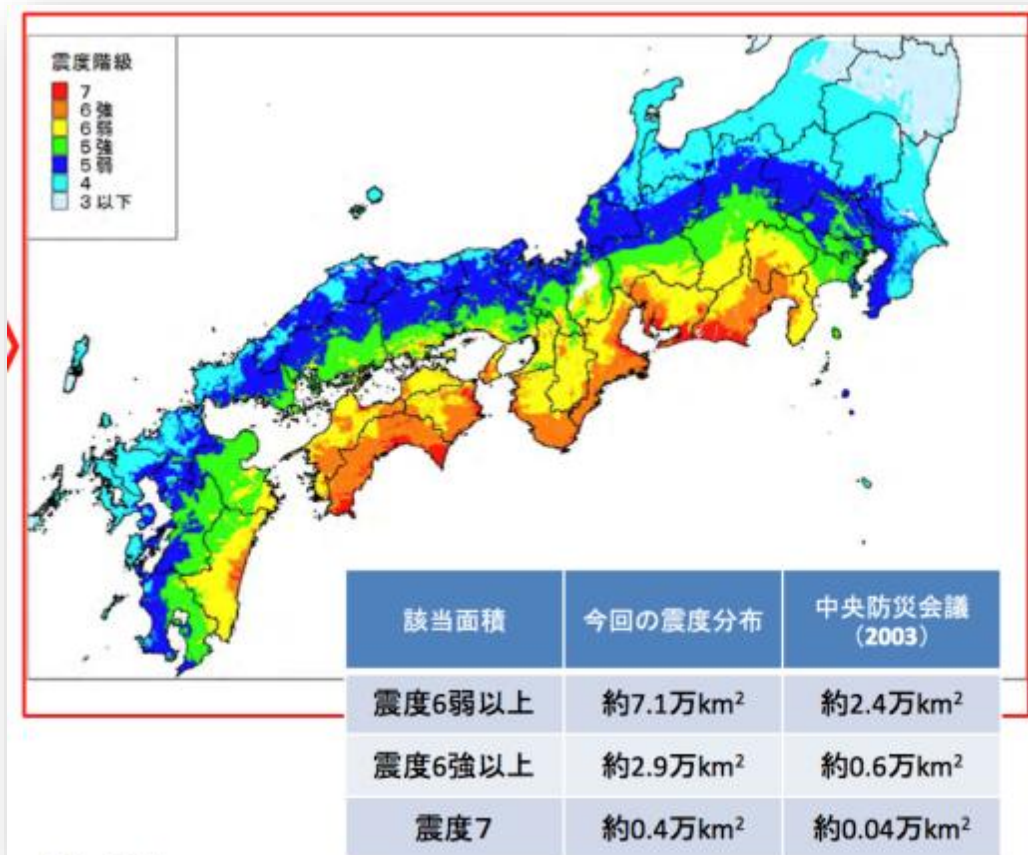 震度階級
7
6強
6弱
5強
5弱
4
3以下
該当面積 今回の震度分布 中央防災会議
（2003）
震度6弱以上 約7.1万km² 約2.4万km²
震度6強以上 約2.9万km² 約0.6万km²
震度7 約0.4万km² 約0.04万km²